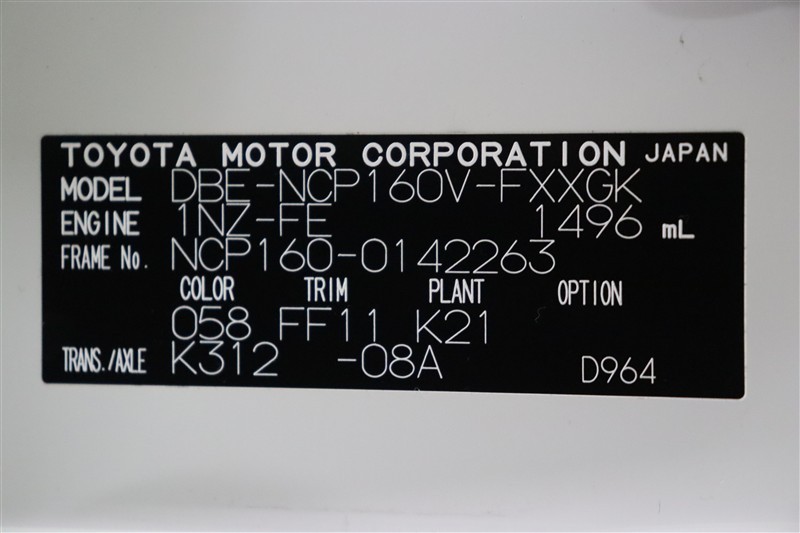 TOYOTA MOTOR CORPORATION JAPAN
MODEL DBE-NCP160V-FXXGK
ENGINE 1NZ-FE 1496 mL
FRAME No. NCP160-0142263
COLOR TRIM PLANT OPTION
058 FF11 K21
TRANS./AXLE K312 -08A D964